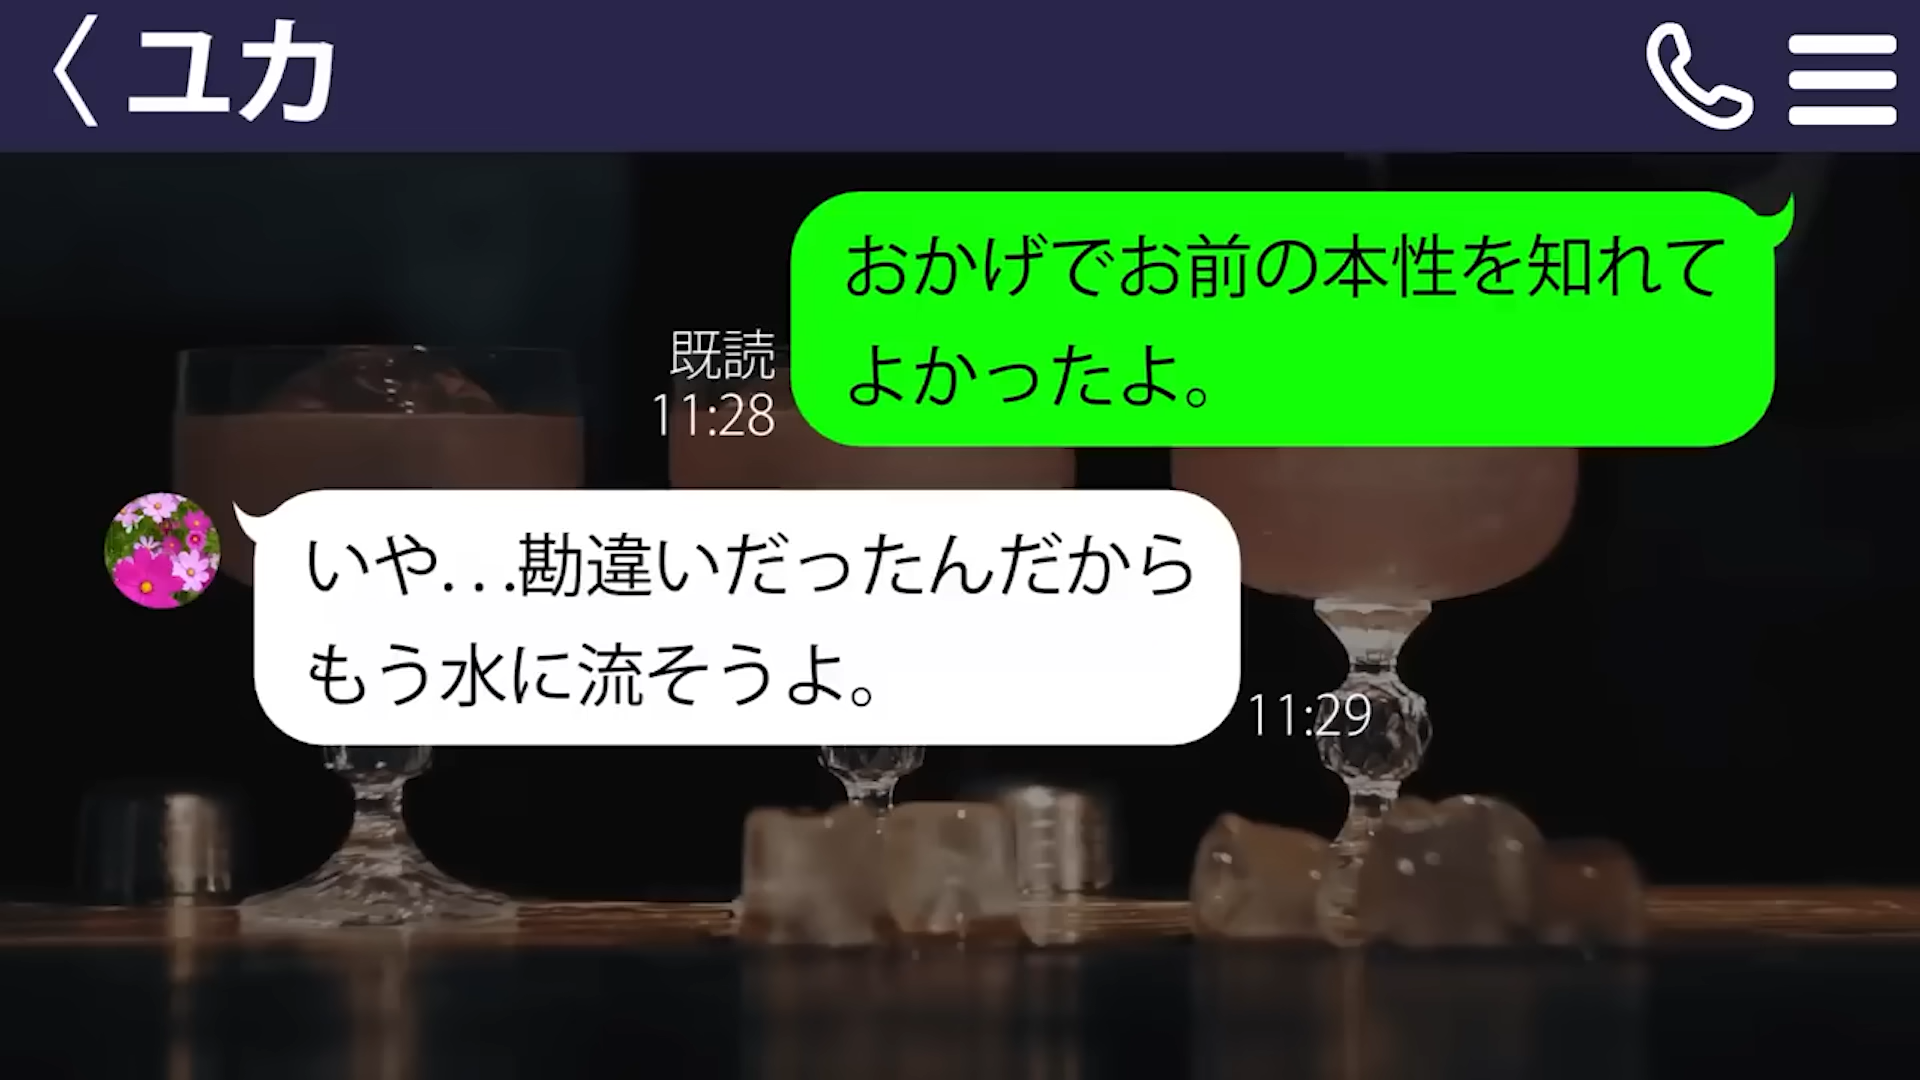 ユカ
おかげでお前の本性を知れて
よかったよ。
既読
11:28
いや...勘違いだったんだから
もう水に流そうよ。
11:29